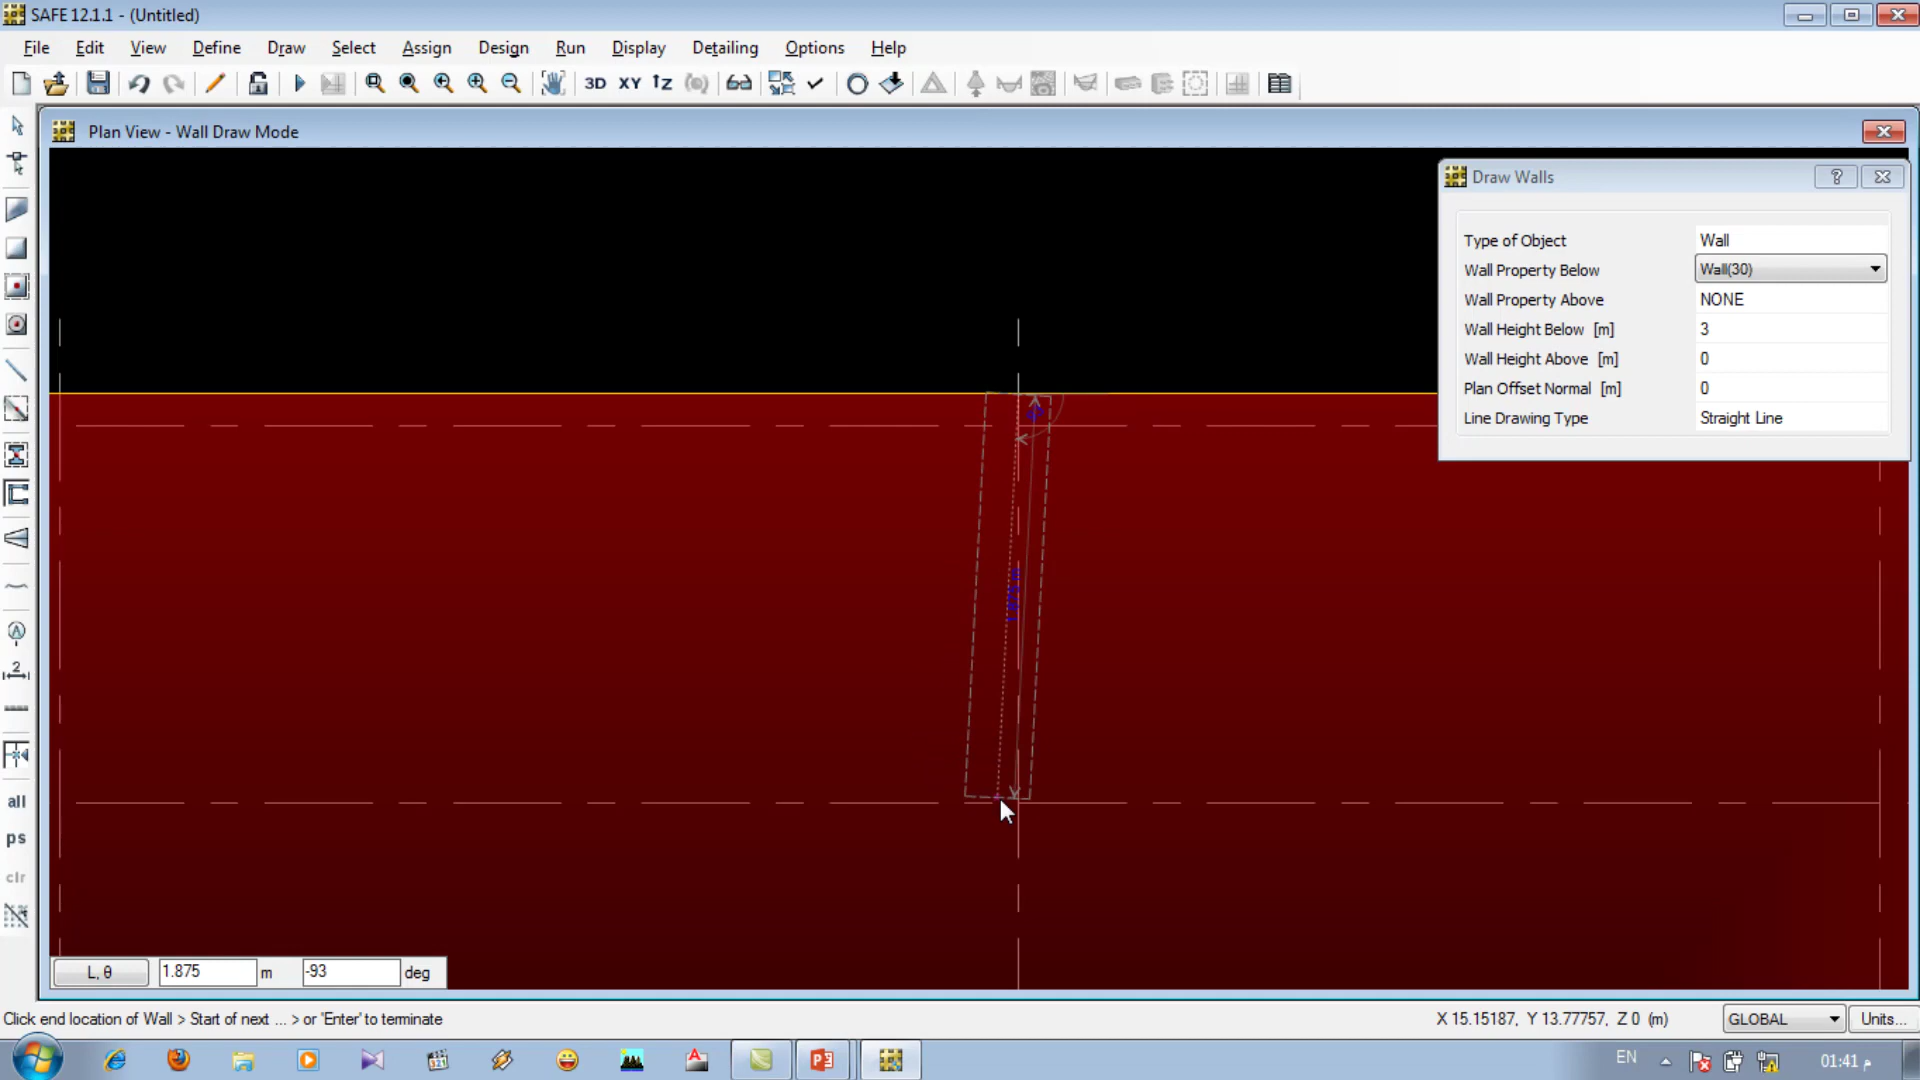 SAFE 12.1.1 - (Untitled)
File Edit View Define Draw Select Assign Design Run Display Detailing Options Help
3D XY
Plan View - Wall Draw Mode
Draw Walls
Type of Object Wall
Wall Property Below Wall(30)
Wall Property Above NONE
Wall Height Below [m] 3
Wall Height Above [m] 0
Plan Offset Normal [m] 0
Line Drawing Type Straight Line
1.875 m
all
ps
clr
L, θ 1.875 m -93 deg
Click end location of Wall > Start of next ... > or 'Enter' to terminate
X 15.15187, Y 13.77757, Z 0 (m)
GLOBAL
Units...
EN
01:41 م